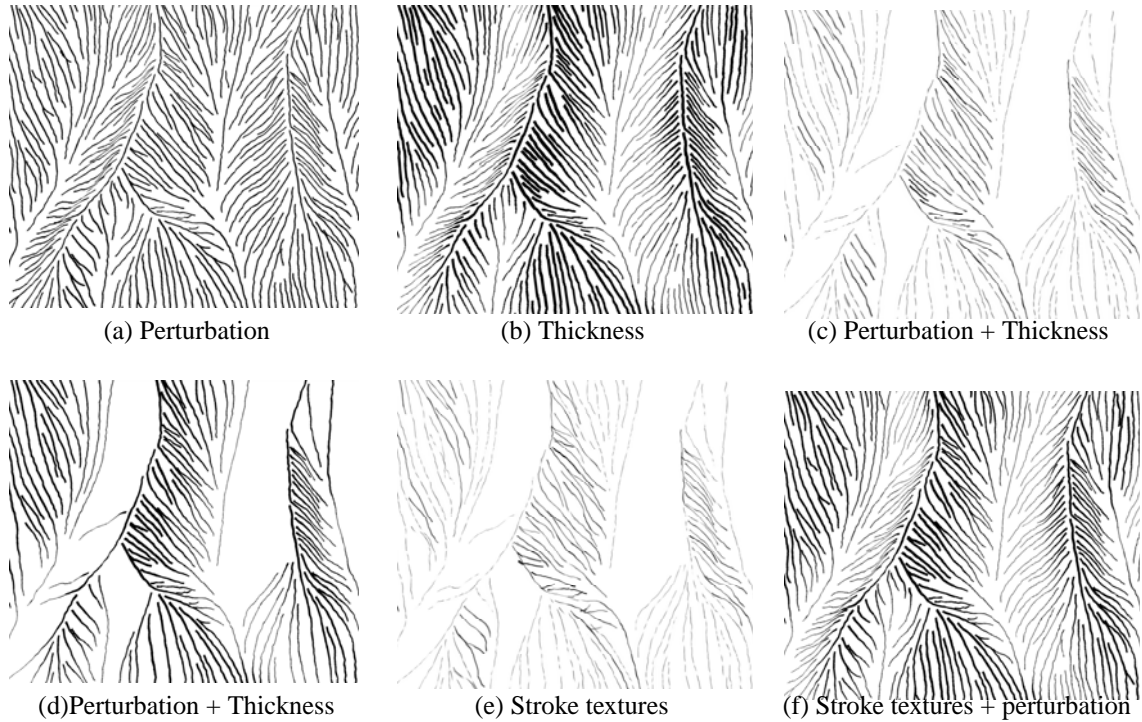 (a) Perturbation
(b) Thickness
(c) Perturbation + Thickness
(d)Perturbation + Thickness
(e) Stroke textures
(f) Stroke textures + perturbation